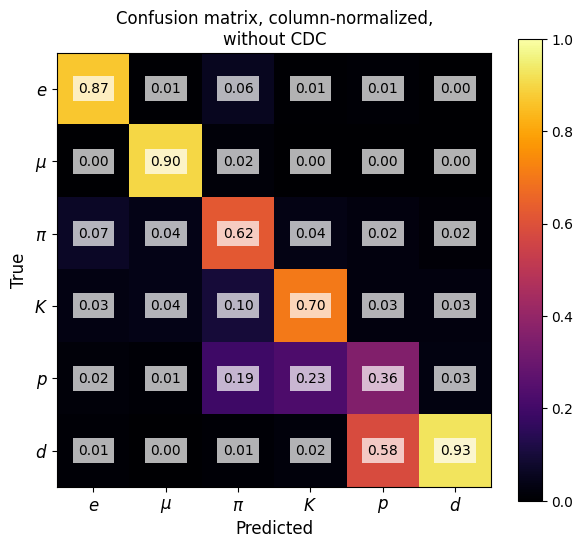 Confusion matrix, column-normalized,
without CDC
e 0.87 0.01 0.06 0.01 0.01 0.00
μ 0.00 0.90 0.02 0.00 0.00 0.00
π 0.07 0.04 0.62 0.04 0.02 0.02
K 0.03 0.04 0.10 0.70 0.03 0.03
p 0.02 0.01 0.19 0.23 0.36 0.03
d 0.01 0.00 0.01 0.02 0.58 0.93
e μ π K p d
Predicted
True
1.0
0.8
0.6
0.4
0.2
0.0